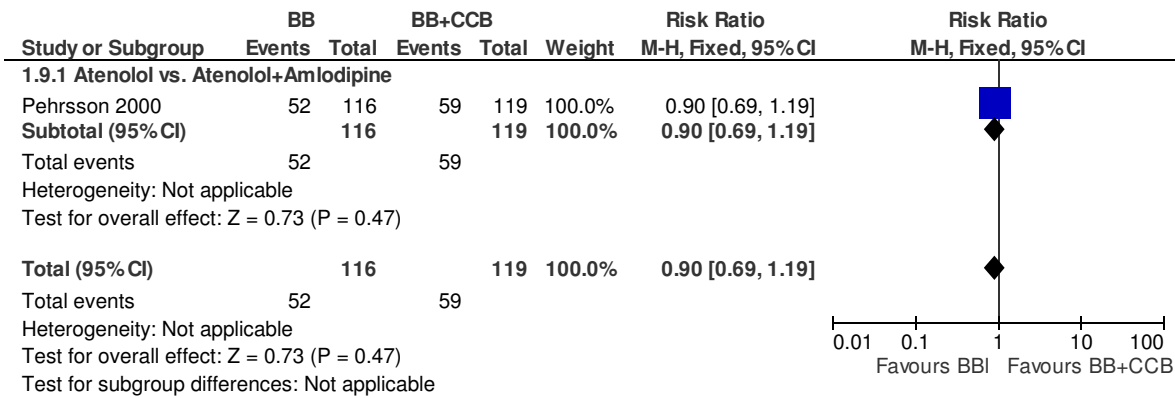 BB BB+CCB Risk Ratio Risk Ratio
Study or Subgroup Events Total Events Total Weight M-H, Fixed, 95% CI M-H, Fixed, 95% CI
1.9.1 Atenolol vs. Atenolol+Amlodipine
Pehrsson 2000 52 116 59 119 100.0% 0.90 [0.69, 1.19]
Subtotal (95% CI) 116 119 100.0% 0.90 [0.69, 1.19]
Total events 52 59
Heterogeneity: Not applicable
Test for overall effect: Z = 0.73 (P = 0.47)
Total (95% CI) 116 119 100.0% 0.90 [0.69, 1.19]
Total events 52 59
Heterogeneity: Not applicable
Test for overall effect: Z = 0.73 (P = 0.47)
Test for subgroup differences: Not applicable
0.01 0.1 1 10 100
Favours BBl Favours BB+CCB